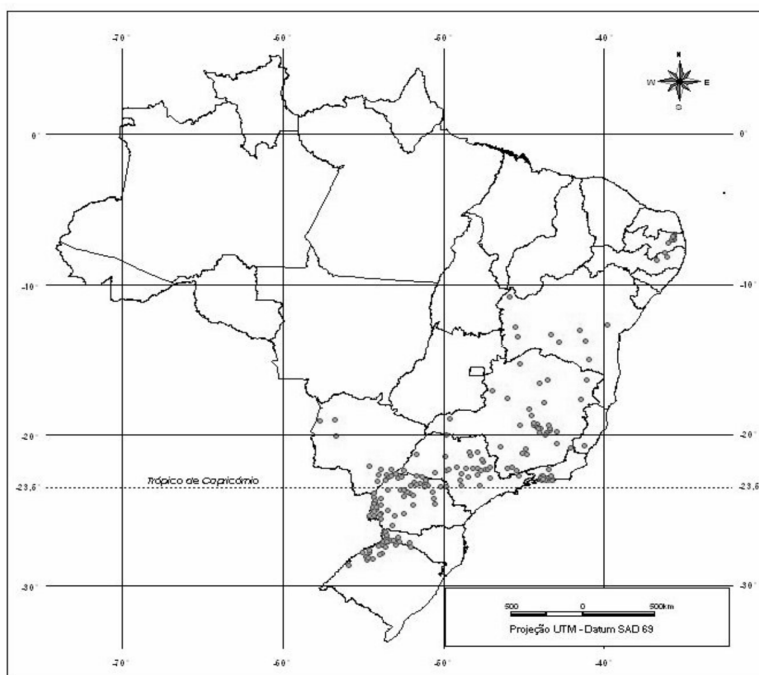 -70° -60° -50° -40°
N
W E
O
0° 0°
-10° -10°
-20° -20°
Trópico de Capricórnio
-23,5° -23,5°
-30° -30°
500 0 500km
Projeção UTM - Datum SAD 69
-70° -60° -50° -40°